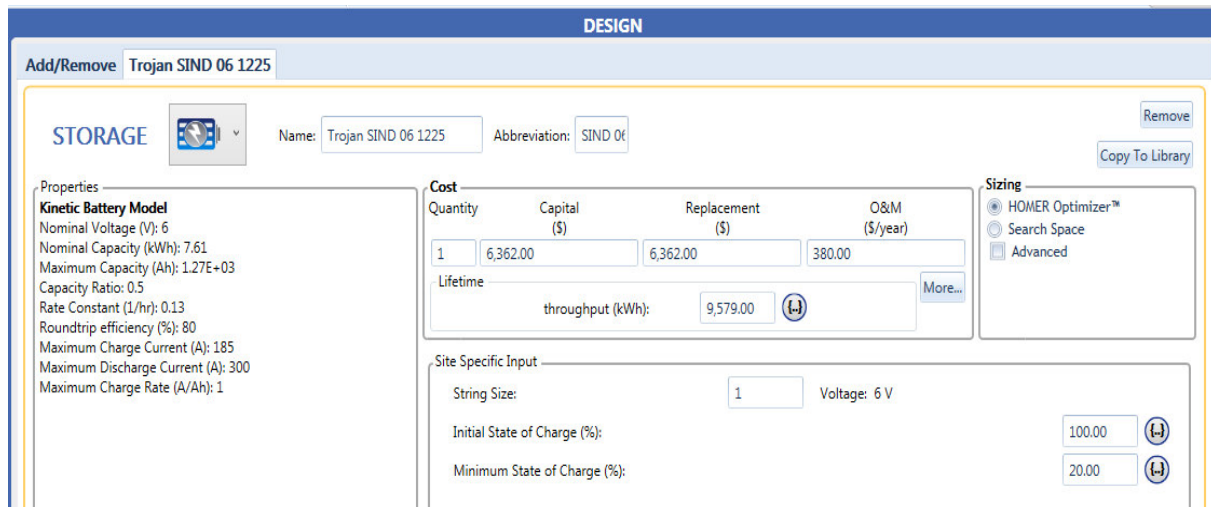 DESIGN
Add/Remove Trojan SIND 06 1225
STORAGE
Name: Trojan SIND 06 1225 Abbreviation: SIND 06
Remove
Copy To Library
Properties
Kinetic Battery Model
Nominal Voltage (V): 6
Nominal Capacity (kWh): 7.61
Maximum Capacity (Ah): 1.27E+03
Capacity Ratio: 0.5
Rate Constant (1/hr): 0.13
Roundtrip efficiency (%): 80
Maximum Charge Current (A): 185
Maximum Discharge Current (A): 300
Maximum Charge Rate (A/Ah): 1
Cost
Quantity Capital Replacement O&M
($) ($) ($/year)
1 6,362.00 6,362.00 380.00
Lifetime
More...
throughput (kWh): 9,579.00 {..}
Sizing
HOMER Optimizer™
Search Space
Advanced
Site Specific Input
String Size: 1 Voltage: 6 V
Initial State of Charge (%): 100.00 {..}
Minimum State of Charge (%): 20.00 {..}